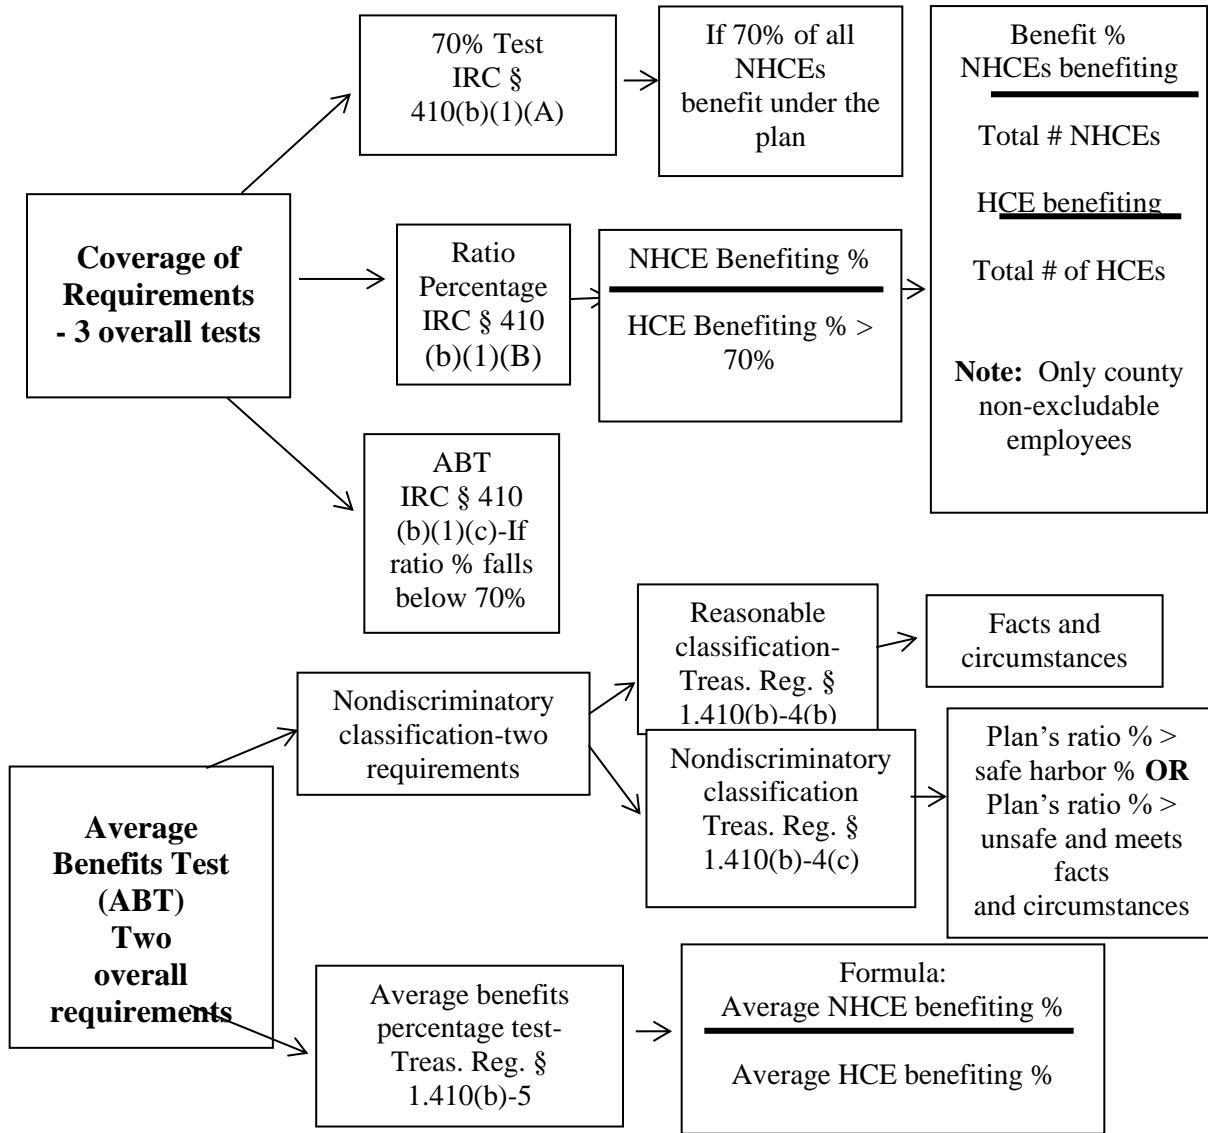 70% Test
IRC §
410(b)(1)(A)
If 70% of all
NHCEs
benefit under the
plan
Benefit %
NHCEs benefiting
Total # NHCEs
HCE benefiting
Total # of HCEs
Note: Only county
non-excludable
employees
Coverage of
Requirements
- 3 overall tests
Ratio
Percentage
IRC § 410
(b)(1)(B)
NHCE Benefiting %
HCE Benefiting % >
70%
ABT
IRC § 410
(b)(1)(c)-If
ratio % falls
below 70%
Average
Benefits Test
(ABT)
Two
overall
requirements
Nondiscriminatory
classification-two
requirements
Reasonable
classification-
Treas. Reg. §
1.410(b)-4(b)
Facts and
circumstances
Nondiscriminatory
classification
Treas. Reg. §
1.410(b)-4(c)
Plan’s ratio % >
safe harbor % OR
Plan’s ratio % >
unsafe and meets
facts
and circumstances
Average benefits
percentage test-
Treas. Reg. §
1.410(b)-5
Formula:
Average NHCE benefiting %
Average HCE benefiting %